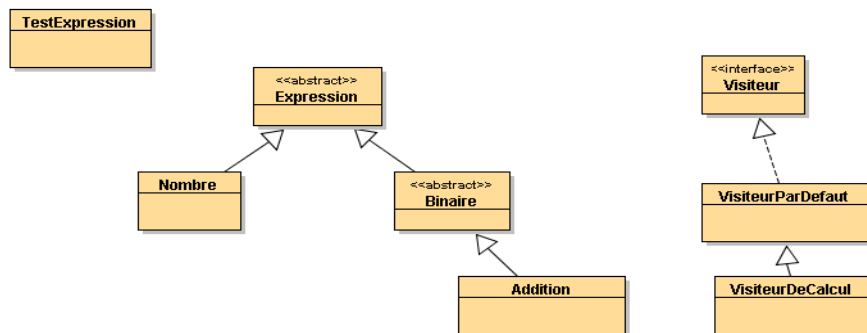 TestExpression
<<abstract>>
Expression
<<interface>>
Visiteur
Nombre
<<abstract>>
Binaire
VisiteurParDefaut
Addition
VisiteurDeCalcul